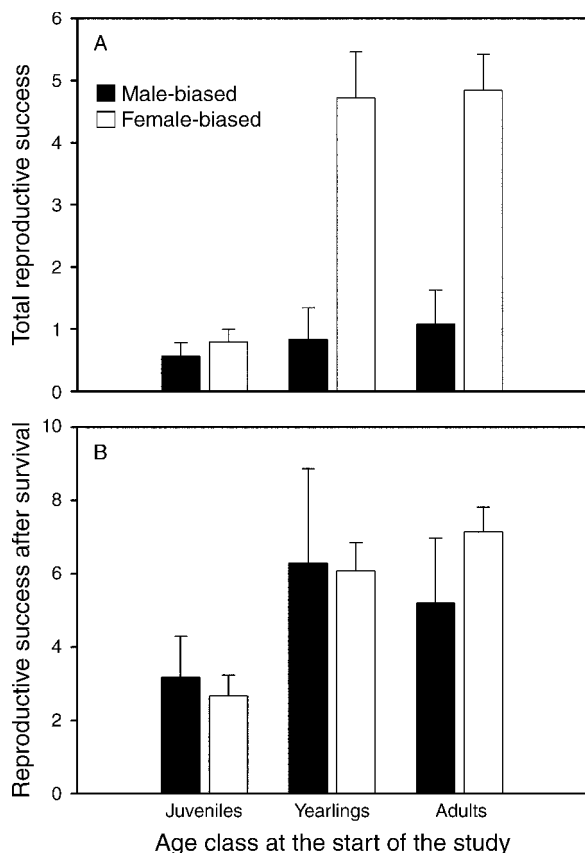 A
Male-biased
Female-biased
Total reproductive success
6
5
4
3
2
1
0
B
Reproductive success after survival
10
8
6
4
2
0
Juveniles Yearlings Adults
Age class at the start of the study